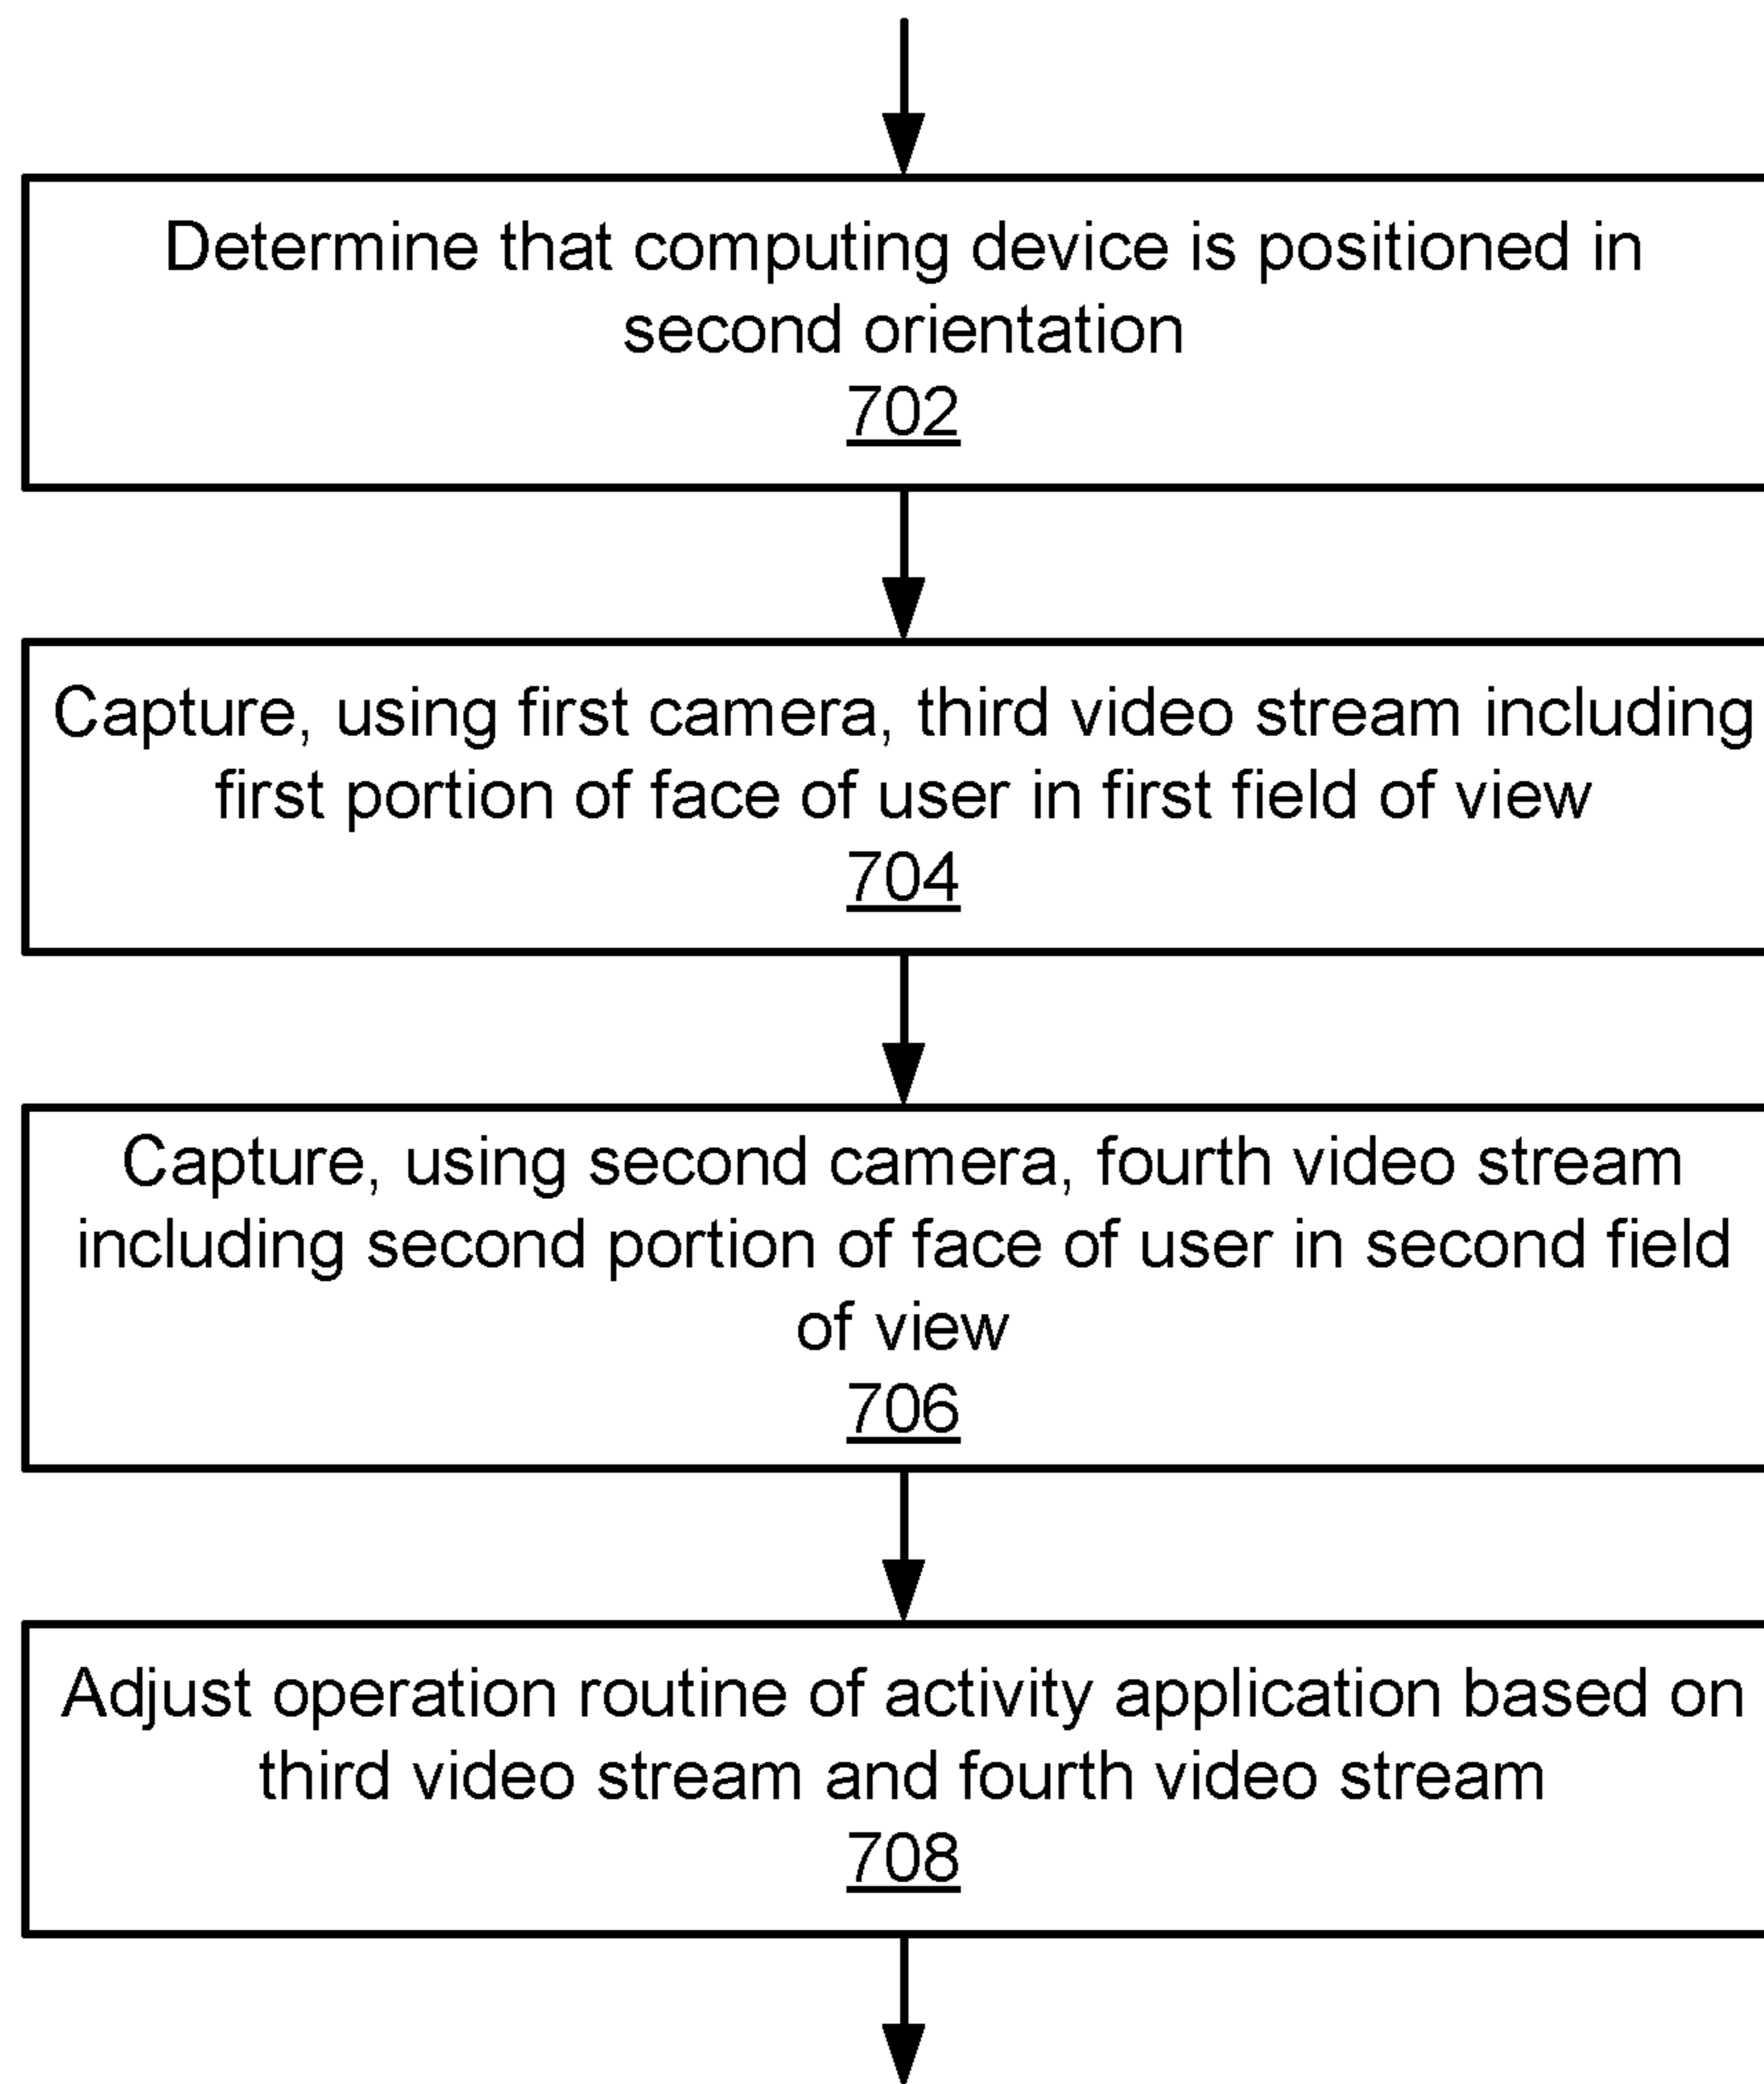 Determine that computing device is positioned in
second orientation
702
Capture, using first camera, third video stream including
first portion of face of user in first field of view
704
Capture, using second camera, fourth video stream
including second portion of face of user in second field
of view
706
Adjust operation routine of activity application based on
third video stream and fourth video stream
708